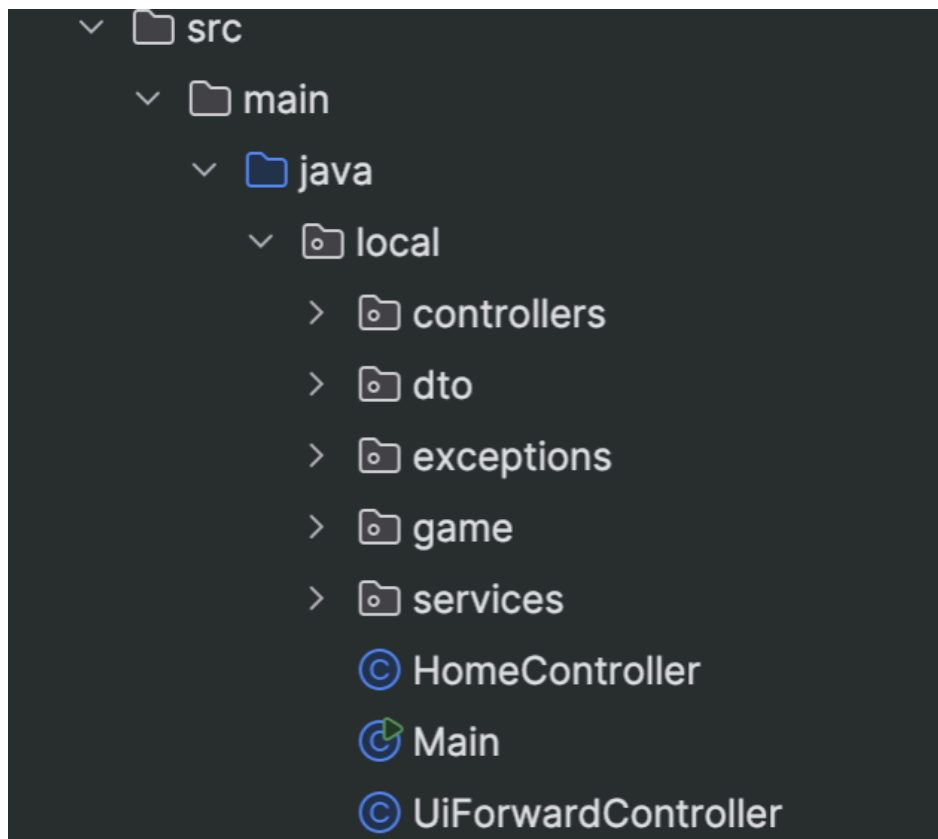 src
main
java
local
controllers
dto
exceptions
game
services
HomeController
Main
UiForwardController